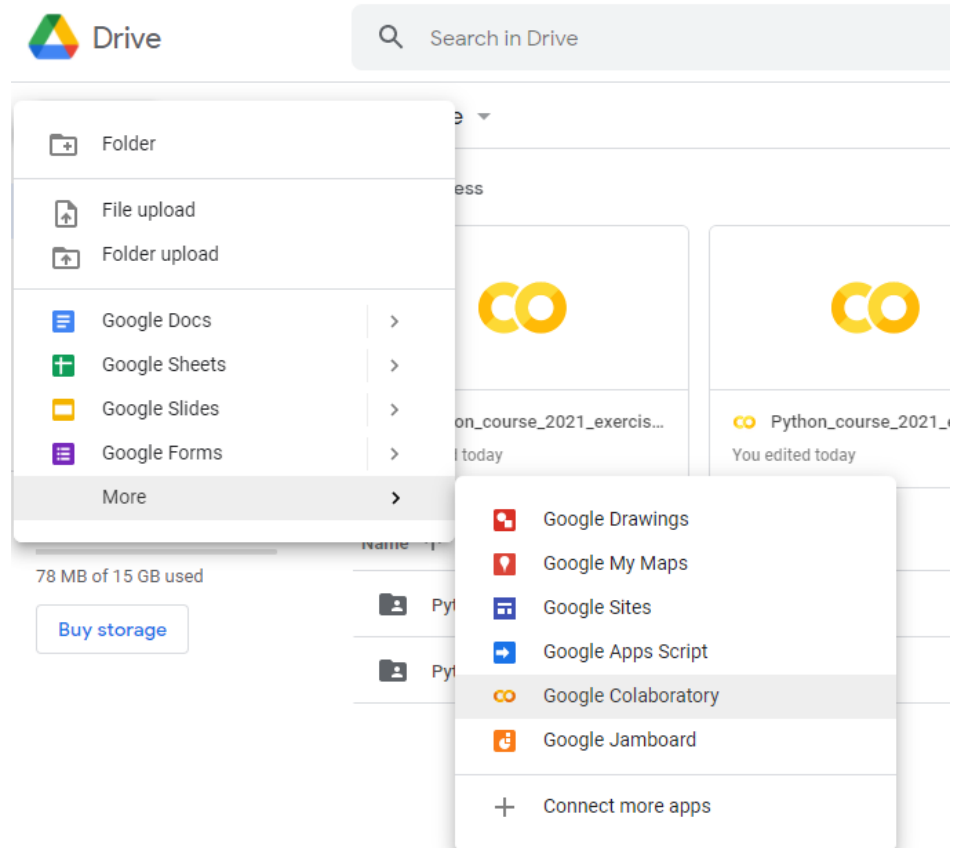 Drive
Search in Drive
Folder
File upload
Folder upload
Google Docs
Google Sheets
Google Slides
Google Forms
More
e
ess
on_course_2021_exercis...
today
Python_course_2021_
You edited today
Name
78 MB of 15 GB used
Buy storage
Pyt
Pyt
Google Drawings
Google My Maps
Google Sites
Google Apps Script
Google Colaboratory
Google Jamboard
Connect more apps